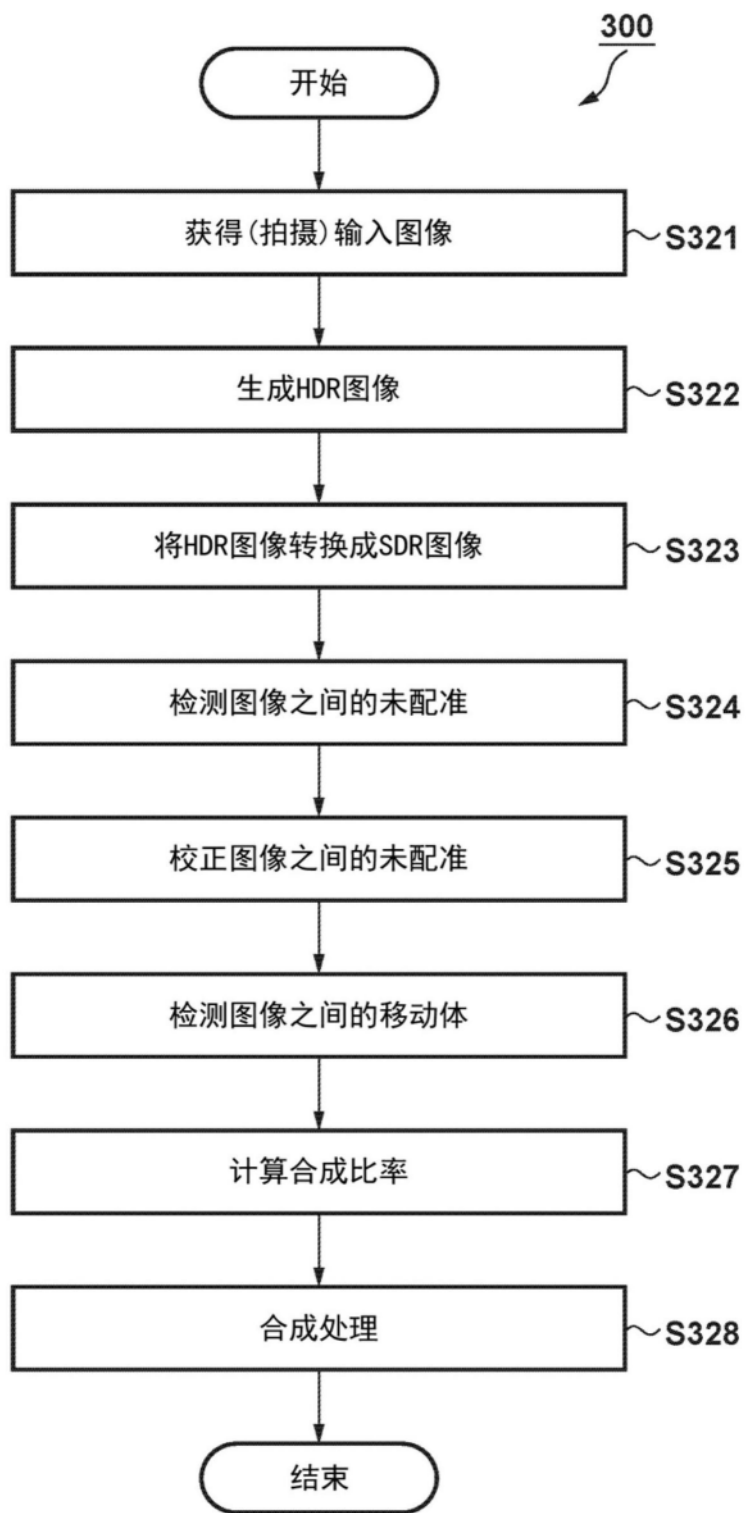 300
开始
获得(拍摄)输入图像
S321
生成HDR图像
S322
将HDR图像转换成SDR图像
S323
检测图像之间的未配准
S324
校正图像之间的未配准
S325
检测图像之间的移动体
S326
计算合成比率
S327
合成处理
S328
结束